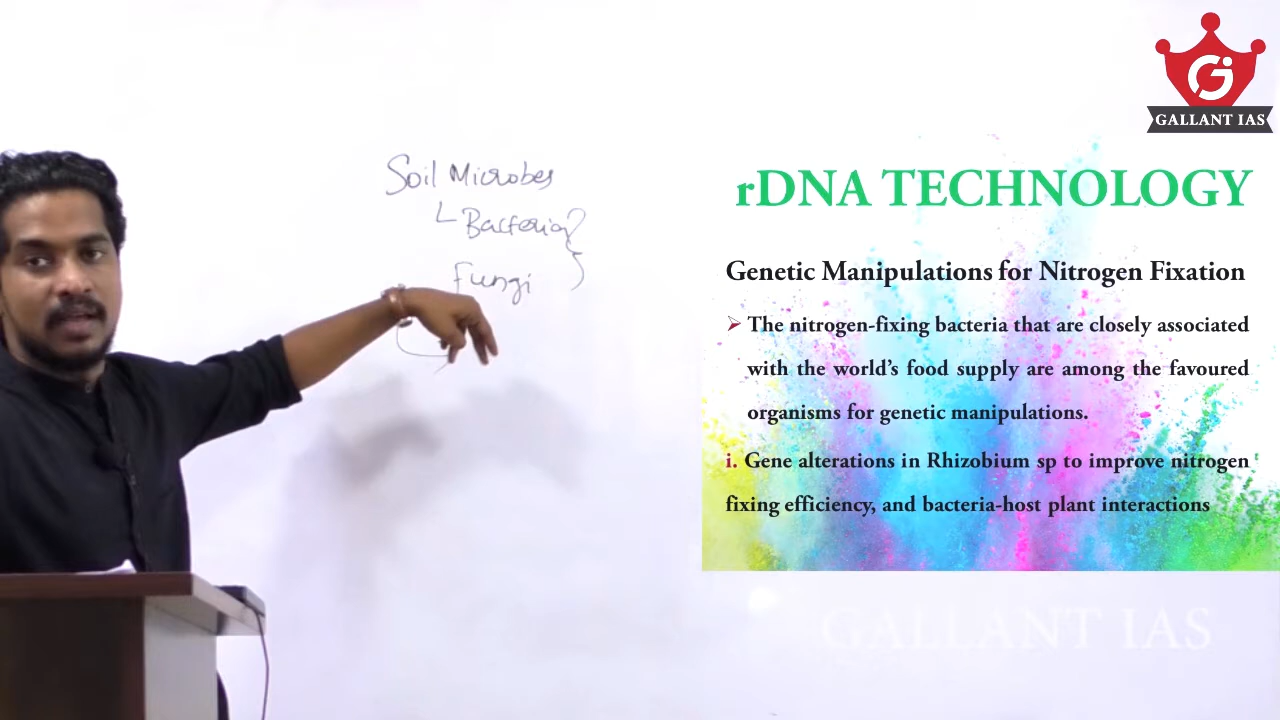 GALLANT IAS
Soil Microbes
Bacteria
Fungi
rDNA TECHNOLOGY
Genetic Manipulations for Nitrogen Fixation
➢ The nitrogen-fixing bacteria that are closely associated
with the world's food supply are among the favoured
organisms for genetic manipulations.
i. Gene alterations in Rhizobium sp to improve nitrogen
fixing efficiency, and bacteria-host plant interactions
GALLANT IAS